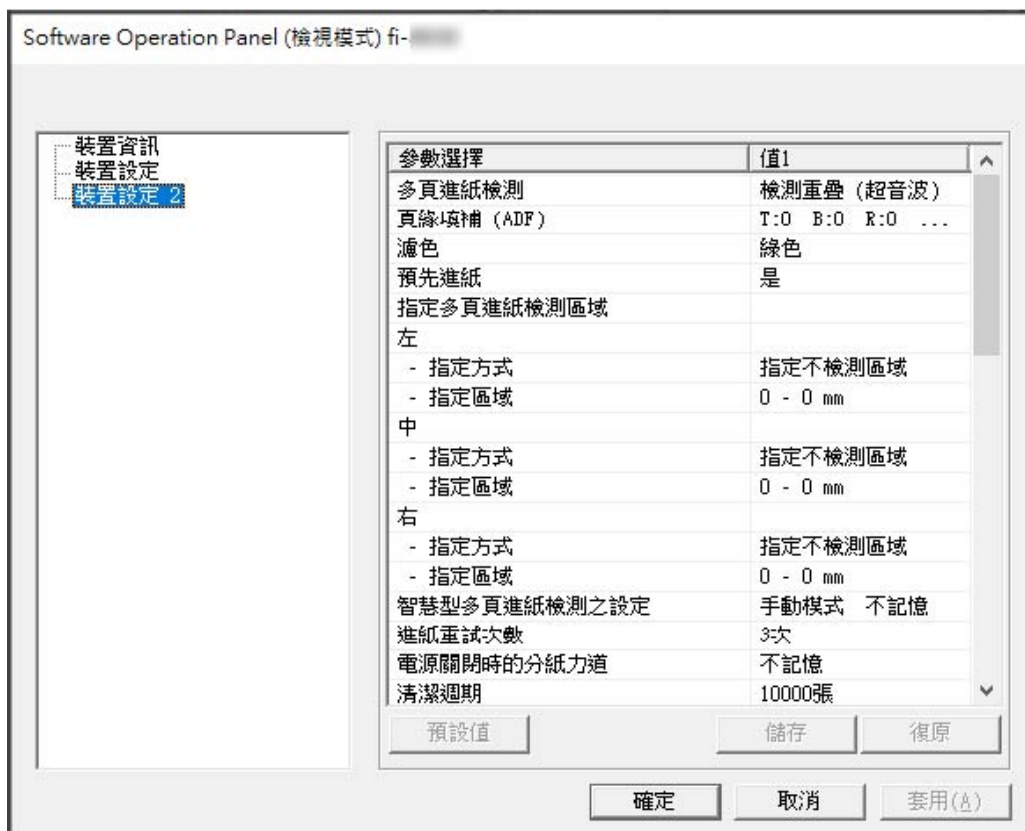 Software Operation Panel (檢視模式) fi-
裝置資訊
裝置設定
裝置設定 2
參數選擇 值1
多頁進紙檢測 檢測重疊 (超音波)
頁緣填補 (ADF) T:0 B:0 R:0 ...
濾色 綠色
預先進紙 是
指定多頁進紙檢測區域
左
- 指定方式 指定不檢測區域
- 指定區域 0 - 0 mm
中
- 指定方式 指定不檢測區域
- 指定區域 0 - 0 mm
右
- 指定方式 指定不檢測區域
- 指定區域 0 - 0 mm
智慧型多頁進紙檢測之設定 手動模式 不記憶
進紙重試次數 3次
電源關閉時的分紙力道 不記憶
清潔週期 10000張
預設值 儲存 復原
確定 取消 套用(A)